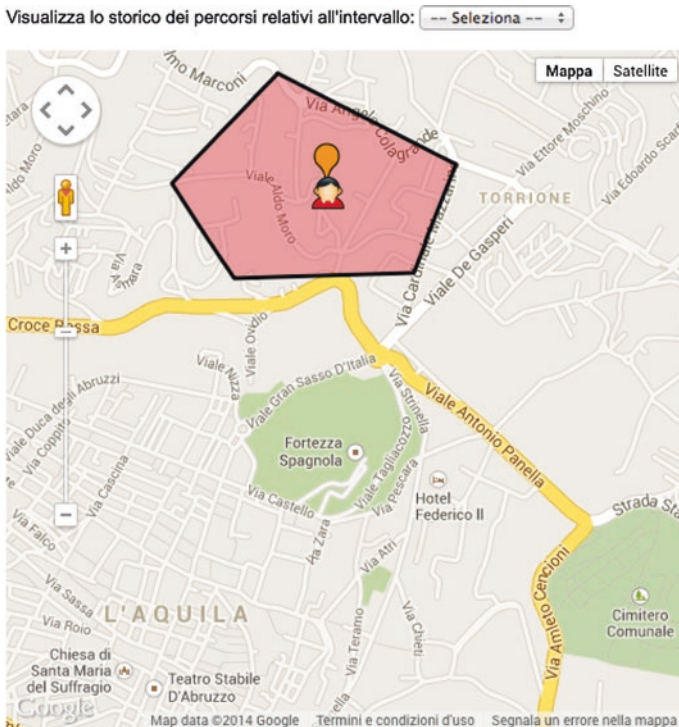 Visualizza lo storico dei percorsi relativi all'intervallo: -- Seleziona --
Mappa Satellite
Via Angelo
Colagrande
Via Ettore Moschino
Viale Aldo Moro
TORRIONE
Via Cardinale Mazzarino
Viale De Gasperi
Croce Rossa
Viale Ovidio
Viale Nizza
Viale Gran Sasso D'Italia
Viale Duca degli Abruzzi
Via Coppito
Via Cascina
Via Strinella
Viale Antonio Panella
Fortezza
Spagnola
Viale Tagliacozzo
Via Pescara
Hotel
Federico II
Via Castello
Via Zara
Strada Sta
Via Falco
Via Atri
Via Amleto Cencioni
Via Sassa
L'AQUILA
Via Roio
Via Teramo
Via Chieti
Cimitero
Comunale
Chiesa di
Santa Maria
del Suffragio
Teatro Stabile
D'Abruzzo
Google
Map data ©2014 Google Termini e condizioni d'uso Segnala un errore nella mappa